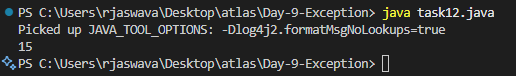 PS C:\Users\rjaswava\Desktop\atlas\Day-9-Exception> java task12.java
Picked up JAVA_TOOL_OPTIONS: -Dlog4j2.formatMsgNoLookups=true
15
PS C:\Users\rjaswava\Desktop\atlas\Day-9-Exception>